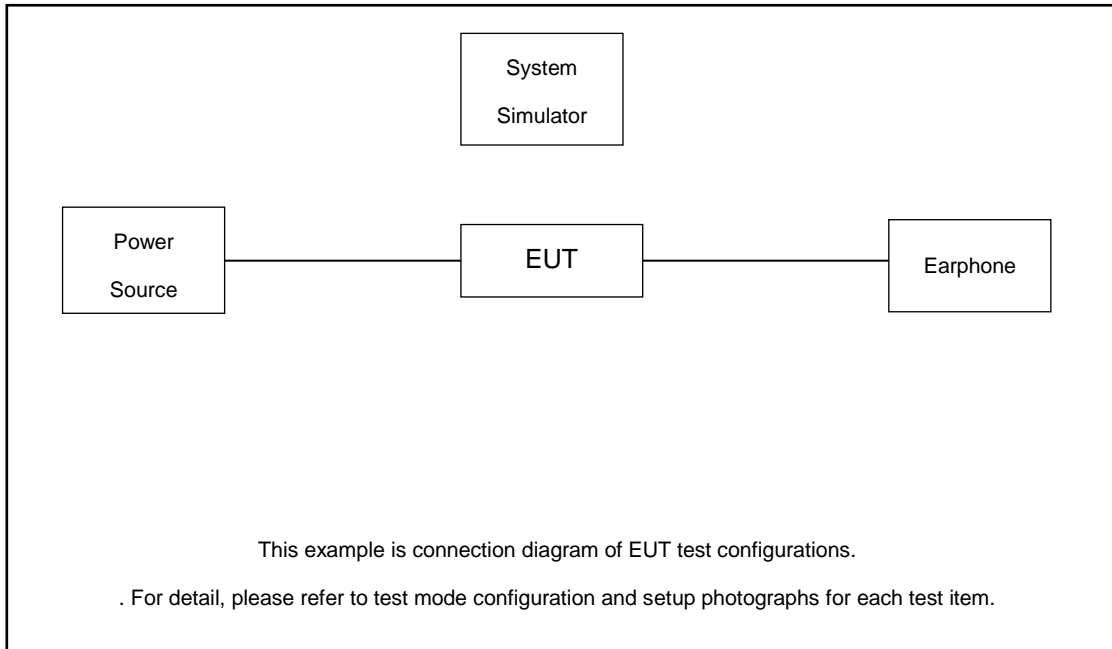 System
Simulator
Power
Source
EUT
Earphone
This example is connection diagram of EUT test configurations.
. For detail, please refer to test mode configuration and setup photographs for each test item.